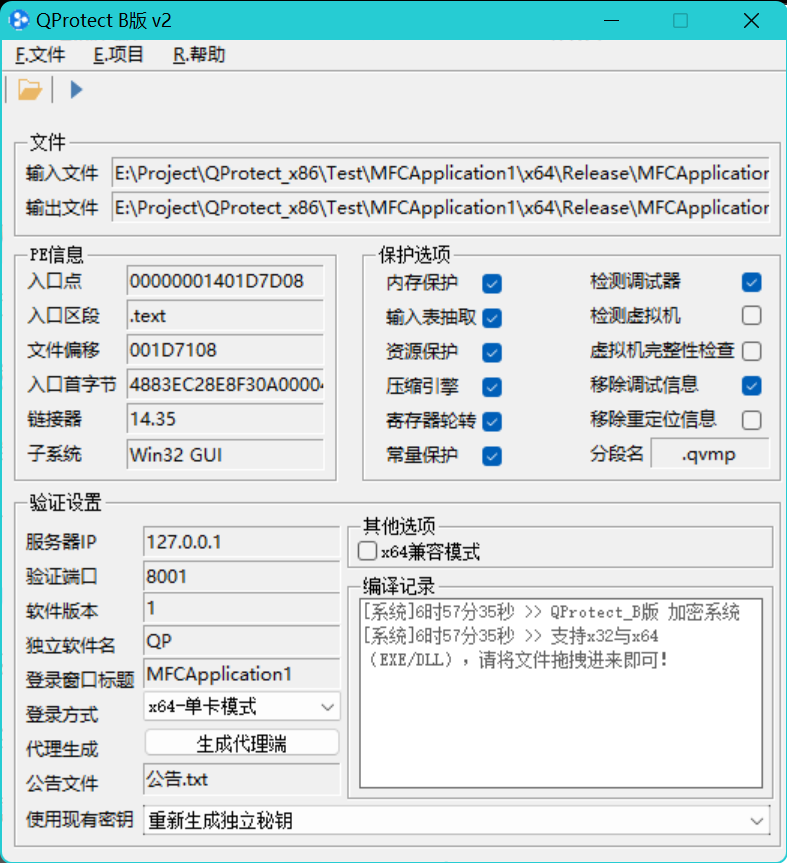 QProtect B版 v2
F.文件 E.项目 R.帮助
文件
输入文件 E:\Project\QProtect_x86\Test\MFCApplication1\x64\Release\MFCApplication
输出文件 E:\Project\QProtect_x86\Test\MFCApplication1\x64\Release\MFCApplication
PE信息
入口点 00000001401D7D08
入口区段 .text
文件偏移 001D7108
入口首字节 4883EC28E8F30A00004
链接器 14.35
子系统 Win32 GUI
保护选项
内存保护 检测调试器
输入表抽取 检测虚拟机
资源保护 虚拟机完整性检查
压缩引擎 移除调试信息
寄存器轮转 移除重定位信息
常量保护 分段名 .qvmp
验证设置
服务器IP 127.0.0.1
验证端口 8001
软件版本 1
独立软件名 QP
登录窗口标题 MFCApplication1
登录方式 x64-单卡模式
代理生成 生成代理端
公告文件 公告.txt
使用现有密钥 重新生成独立秘钥
其他选项
x64兼容模式
编译记录
[系统]6时57分35秒 >> QProtect_B版 加密系统
[系统]6时57分35秒 >> 支持x32与x64
（EXE/DLL），请将文件拖拽进来即可!